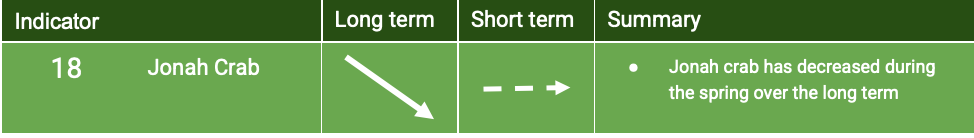 Indicator Long term Short term Summary
18 Jonah Crab
● Jonah crab has decreased during
the spring over the long term